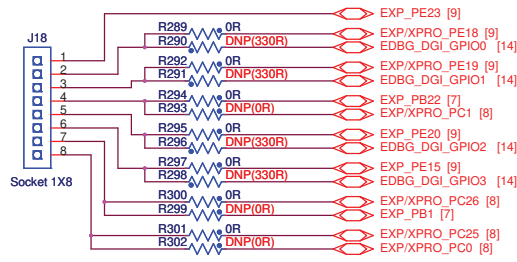 EXP_PE23 [9]
J18
R289 0R EXP/XPRO_PE18 [9]
R290 DNP(330R) EDBG_DGI_GPIO0 [14]
1
R292 0R EXP/XPRO_PE19 [9]
2
R291 DNP(330R) EDBG_DGI_GPIO1 [14]
3
R294 0R EXP_PB22 [7]
4
R293 DNP(0R) EXP/XPRO_PC1 [8]
5
R295 0R EXP_PE20 [9]
6
R296 DNP(330R) EDBG_DGI_GPIO2 [14]
7
8
R297 0R EXP_PE15 [9]
Socket 1X8
R298 DNP(330R) EDBG_DGI_GPIO3 [14]
R300 0R EXP/XPRO_PC26 [8]
R299 DNP(0R) EXP_PB1 [7]
R301 0R EXP/XPRO_PC25 [8]
R302 DNP(0R) EXP/XPRO_PC0 [8]